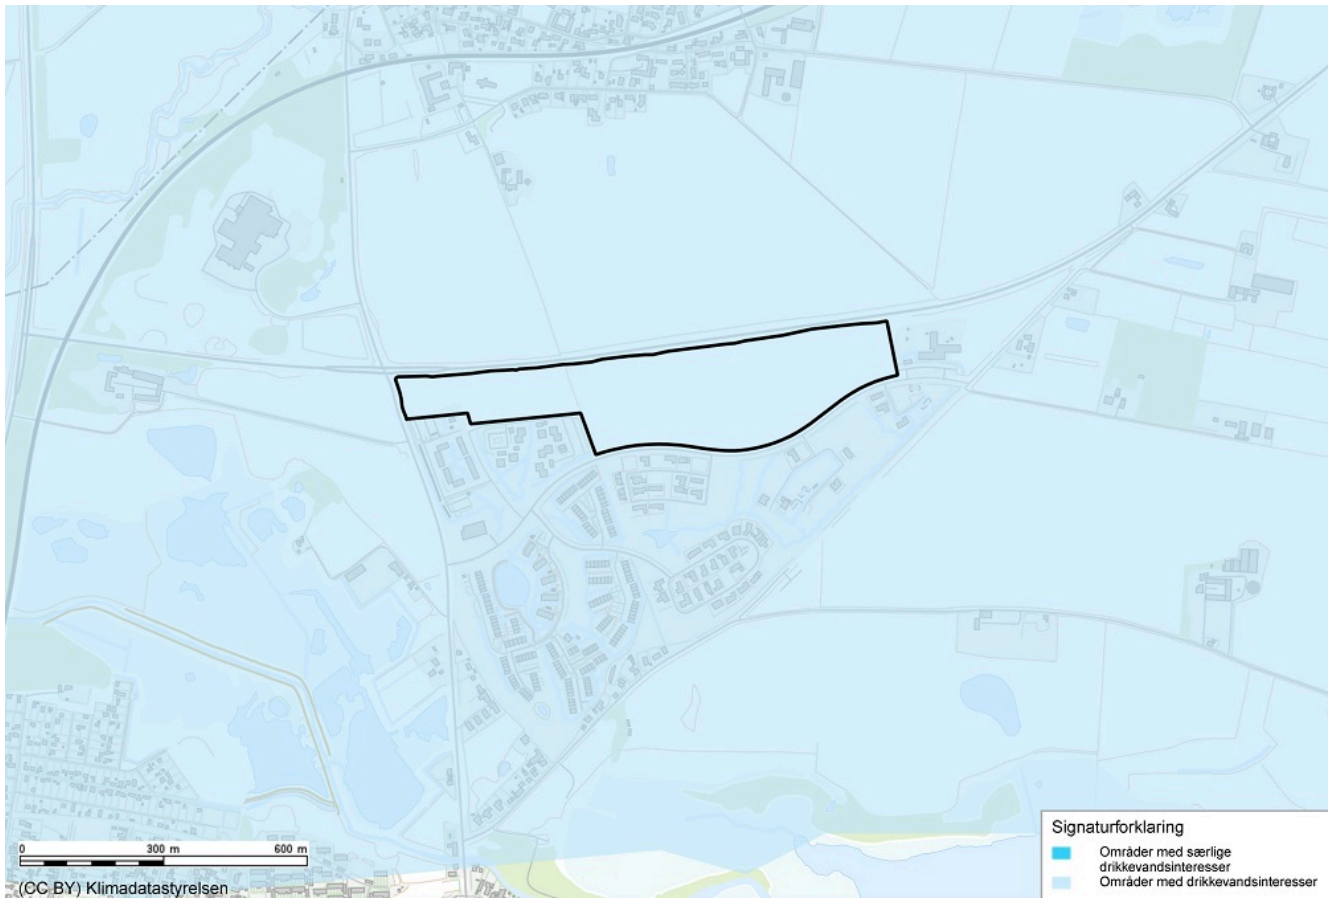 0 300 m 600 m
(CC BY) Klimadatastyrelsen
Signaturforklaring
Områder med særlige
drikkevandsinteresser
Områder med drikkevandsinteresser